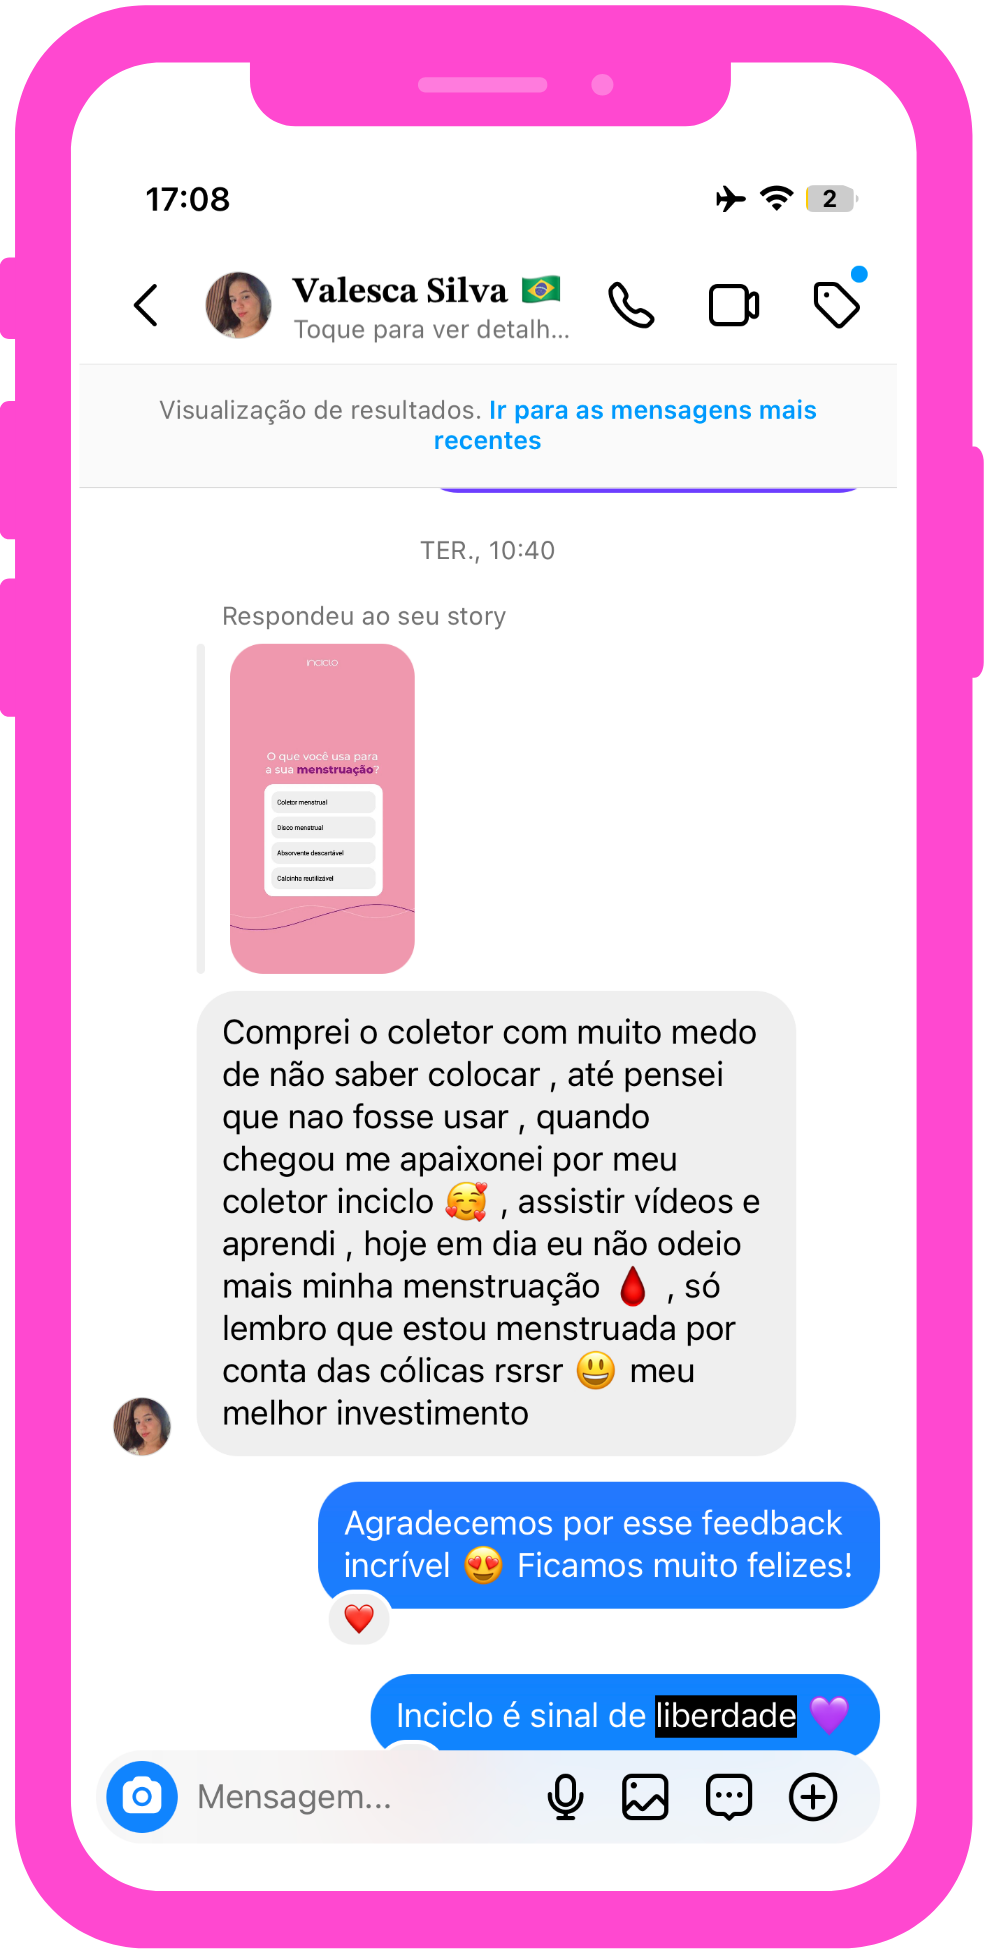 17:08
2
Valesca Silva 🇧🇷
Toque para ver detalh...
Visualização de resultados. Ir para as mensagens mais
recentes
TER., 10:40
Respondeu ao seu story
inciclo
O que você usa para
a sua menstruação?
Coletor menstrual
Disco menstrual
Absorvente descartável
Calcinha reutilizável
Comprei o coletor com muito medo
de não saber colocar , até pensei
que nao fosse usar , quando
chegou me apaixonei por meu
coletor inciclo 🥰 , assistir vídeos e
aprendi , hoje em dia eu não odeio
mais minha menstruação 🩸 , só
lembro que estou menstruada por
conta das cólicas rsrsr 😃 meu
melhor investimento
Agradecemos por esse feedback
incrível 😍 Ficamos muito felizes!
❤️
Inciclo é sinal de liberdade 💜
Mensagem...